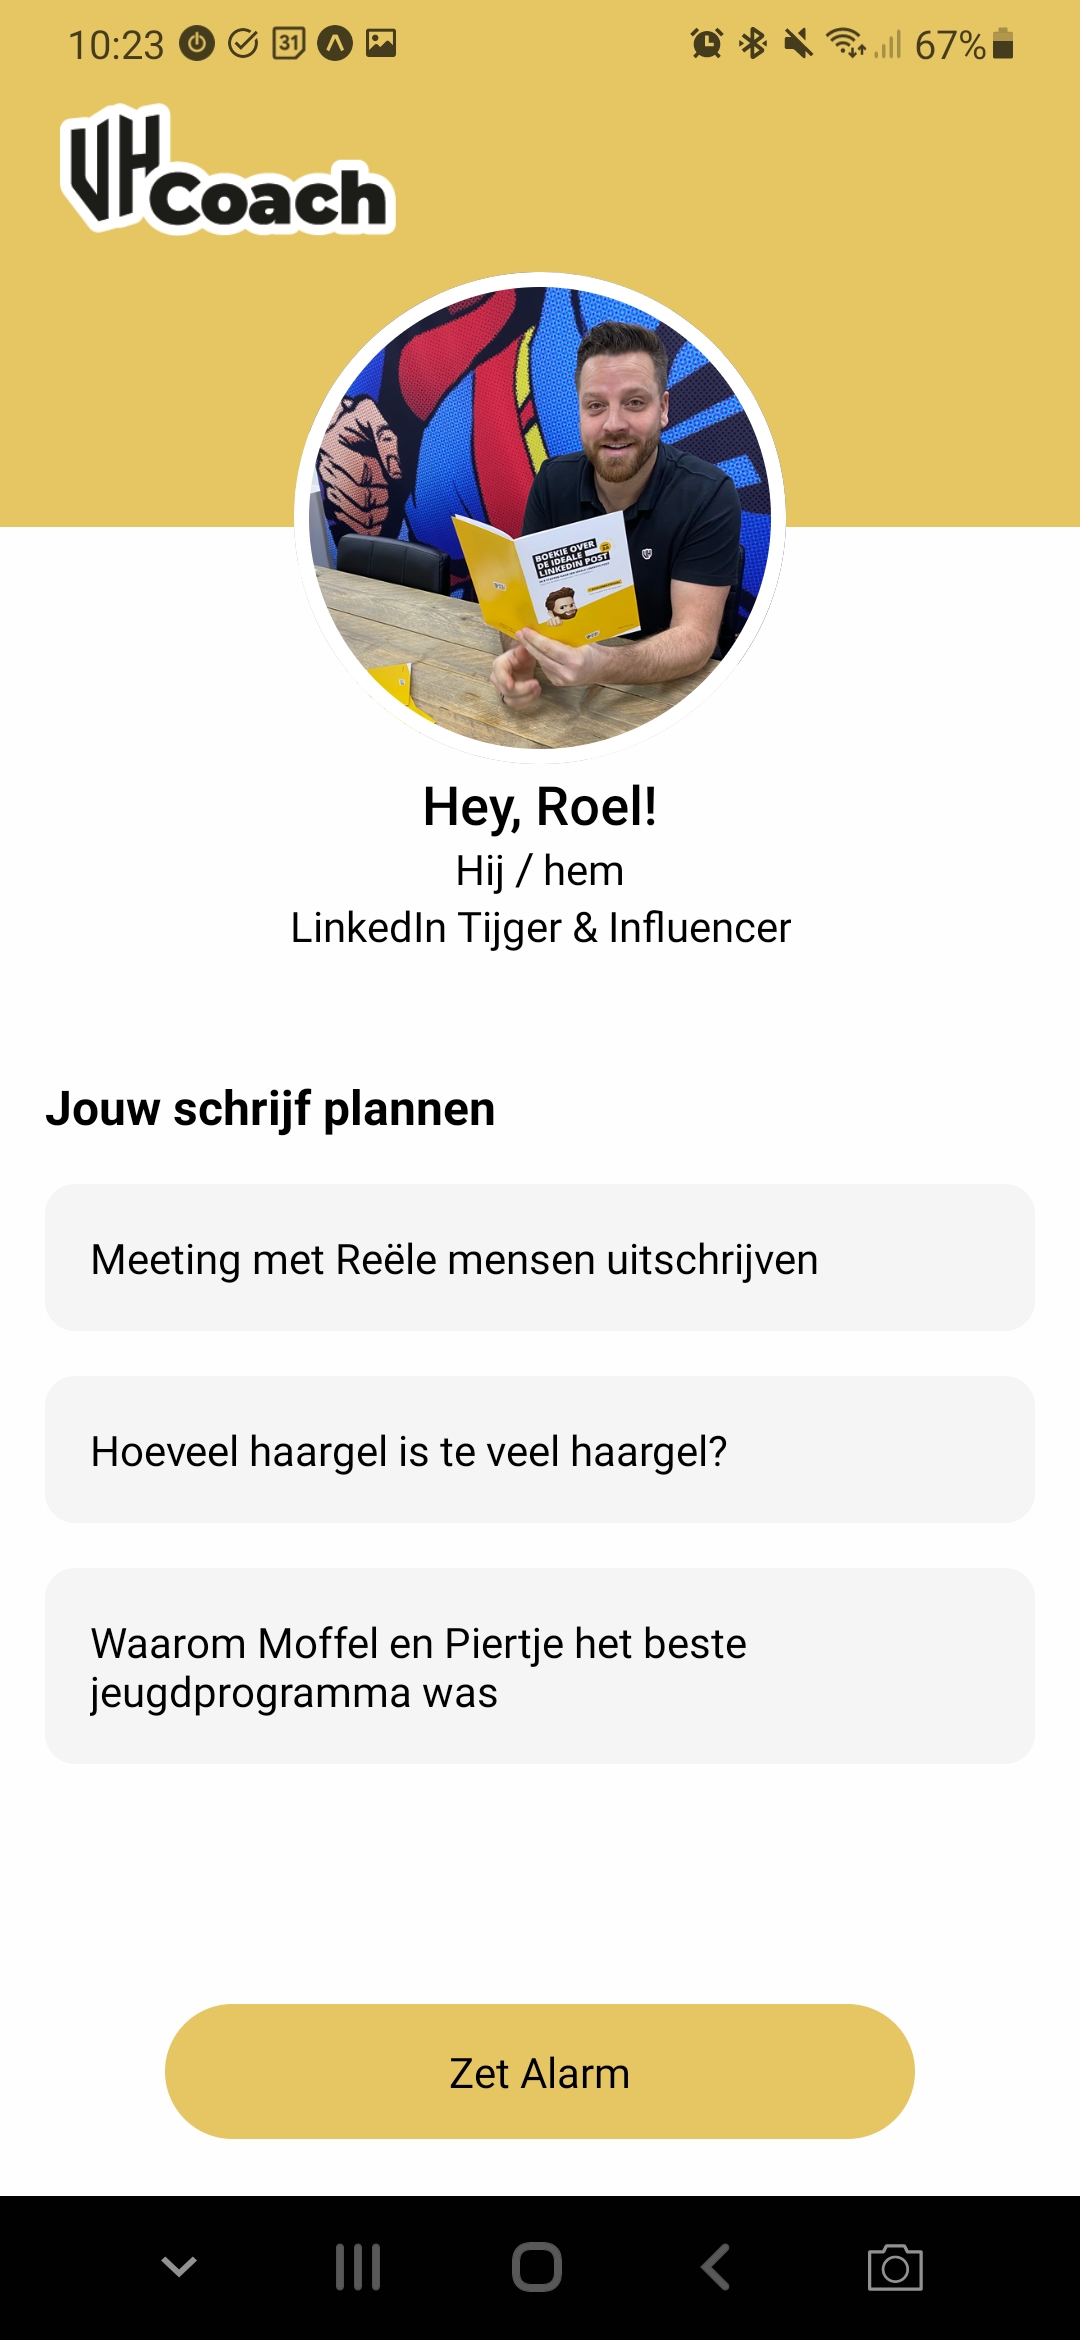 10:23
31
67%
VH
Coach
BOEKIE OVER
DE IDEALE
LINKEDIN POST
Hey, Roel!
Hij / hem
LinkedIn Tijger & Influencer
Jouw schrijf plannen
Meeting met Reële mensen uitschrijven
Hoeveel haargel is te veel haargel?
Waarom Moffel en Piertje het beste
jeugdprogramma was
Zet Alarm